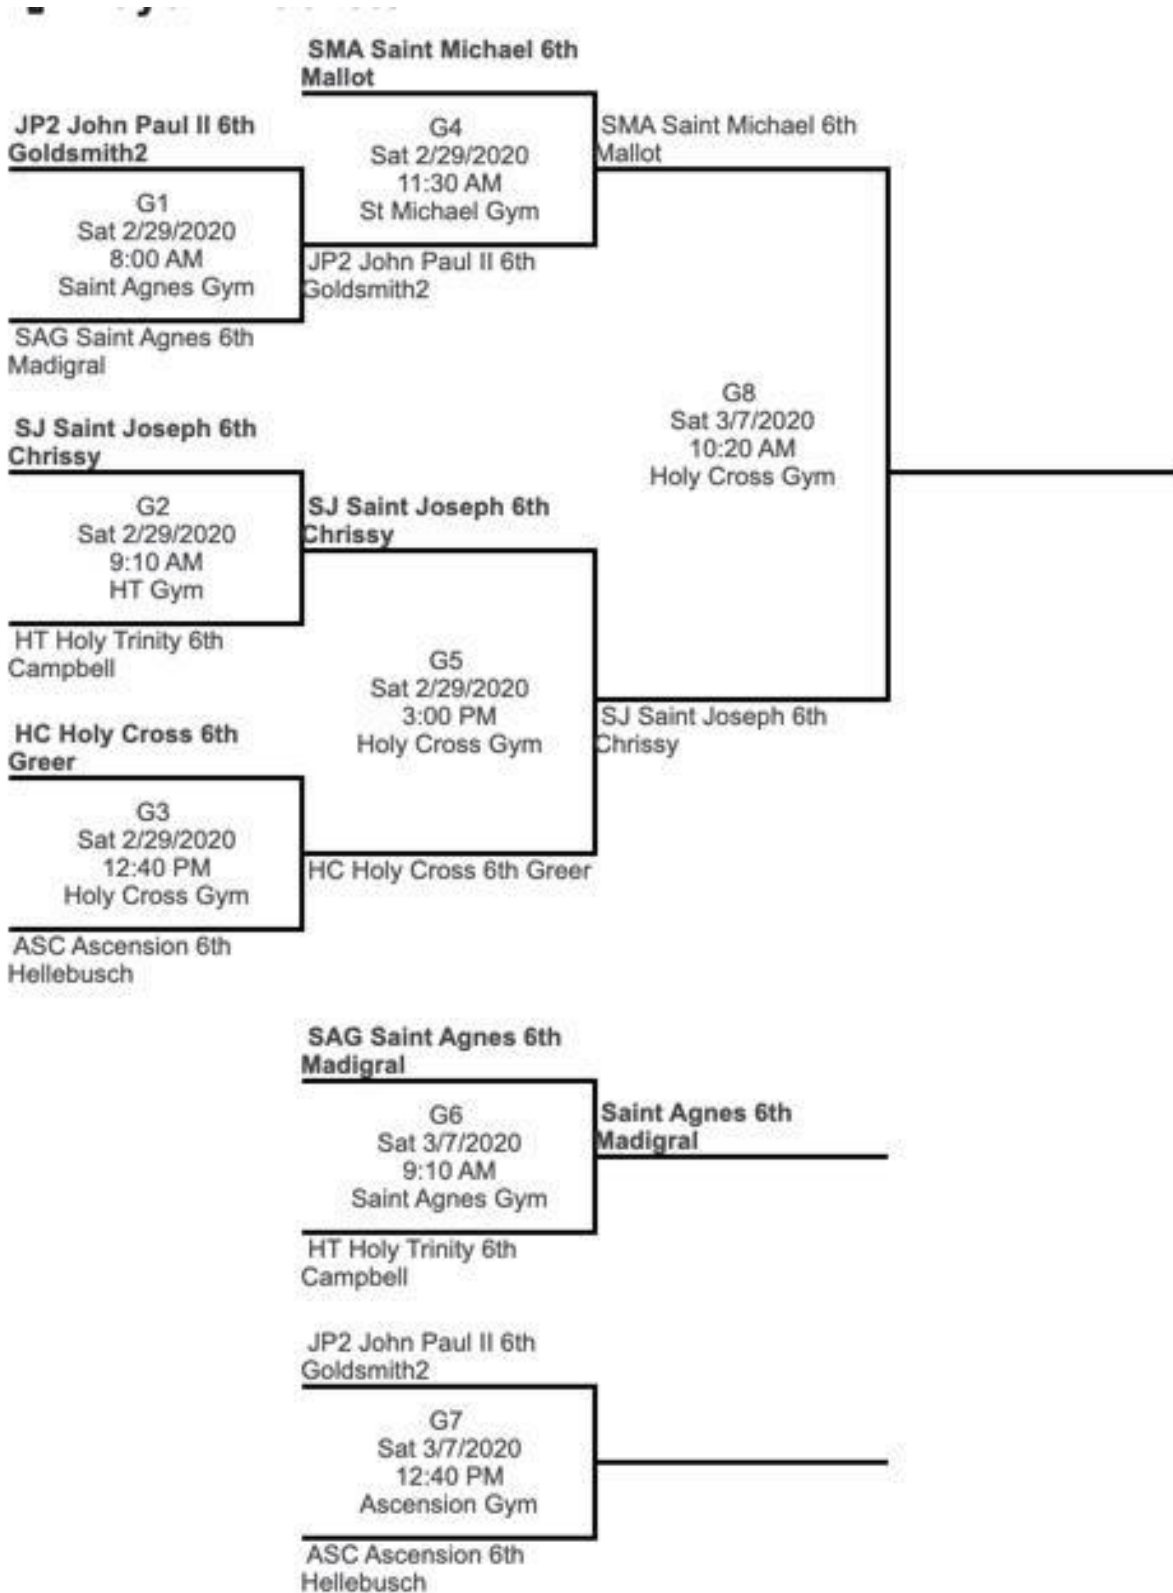 SMA Saint Michael 6th
Mallot
JP2 John Paul II 6th
Goldsmith2
G4
Sat 2/29/2020
11:30 AM
St Michael Gym
SMA Saint Michael 6th
Mallot
G1
Sat 2/29/2020
8:00 AM
Saint Agnes Gym
JP2 John Paul II 6th
Goldsmith2
SAG Saint Agnes 6th
Madigral
G8
Sat 3/7/2020
10:20 AM
Holy Cross Gym
SJ Saint Joseph 6th
Chrissy
G2
Sat 2/29/2020
9:10 AM
HT Gym
SJ Saint Joseph 6th
Chrissy
HT Holy Trinity 6th
Campbell
G5
Sat 2/29/2020
3:00 PM
Holy Cross Gym
SJ Saint Joseph 6th
Chrissy
HC Holy Cross 6th
Greer
G3
Sat 2/29/2020
12:40 PM
Holy Cross Gym
HC Holy Cross 6th Greer
ASC Ascension 6th
Hellebusch
SAG Saint Agnes 6th
Madigral
G6
Sat 3/7/2020
9:10 AM
Saint Agnes Gym
Saint Agnes 6th
Madigral
HT Holy Trinity 6th
Campbell
JP2 John Paul II 6th
Goldsmith2
G7
Sat 3/7/2020
12:40 PM
Ascension Gym
ASC Ascension 6th
Hellebusch